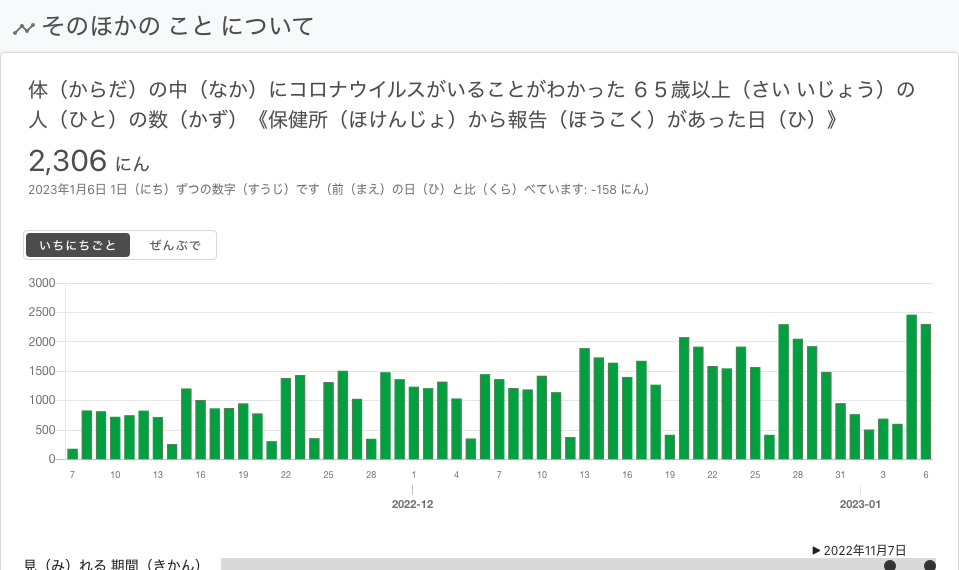 そのほかの こと について
体（からだ）の中（なか）にコロナウイルスがいることがわかった ６５歳以上（さい いじょう）の
人（ひと）の数（かず）《保健所（ほけんじょ）から報告（ほうこく）があった日（ひ）》
2,306 にん
2023年1月6日 1日（にち）ずつの数字（すうじ）です（前（まえ）の日（ひ）と比（くら）べています: -158 にん）
いちにちごと ぜんぶで
3000
2500
2000
1500
1000
500
0
7 10 13 16 19 22 25 28 1 4 7 10 13 16 19 22 25 28 31 3 6
2022-12 2023-01
▶ 2022年11月7日
見（み）れる 期間（きかん）